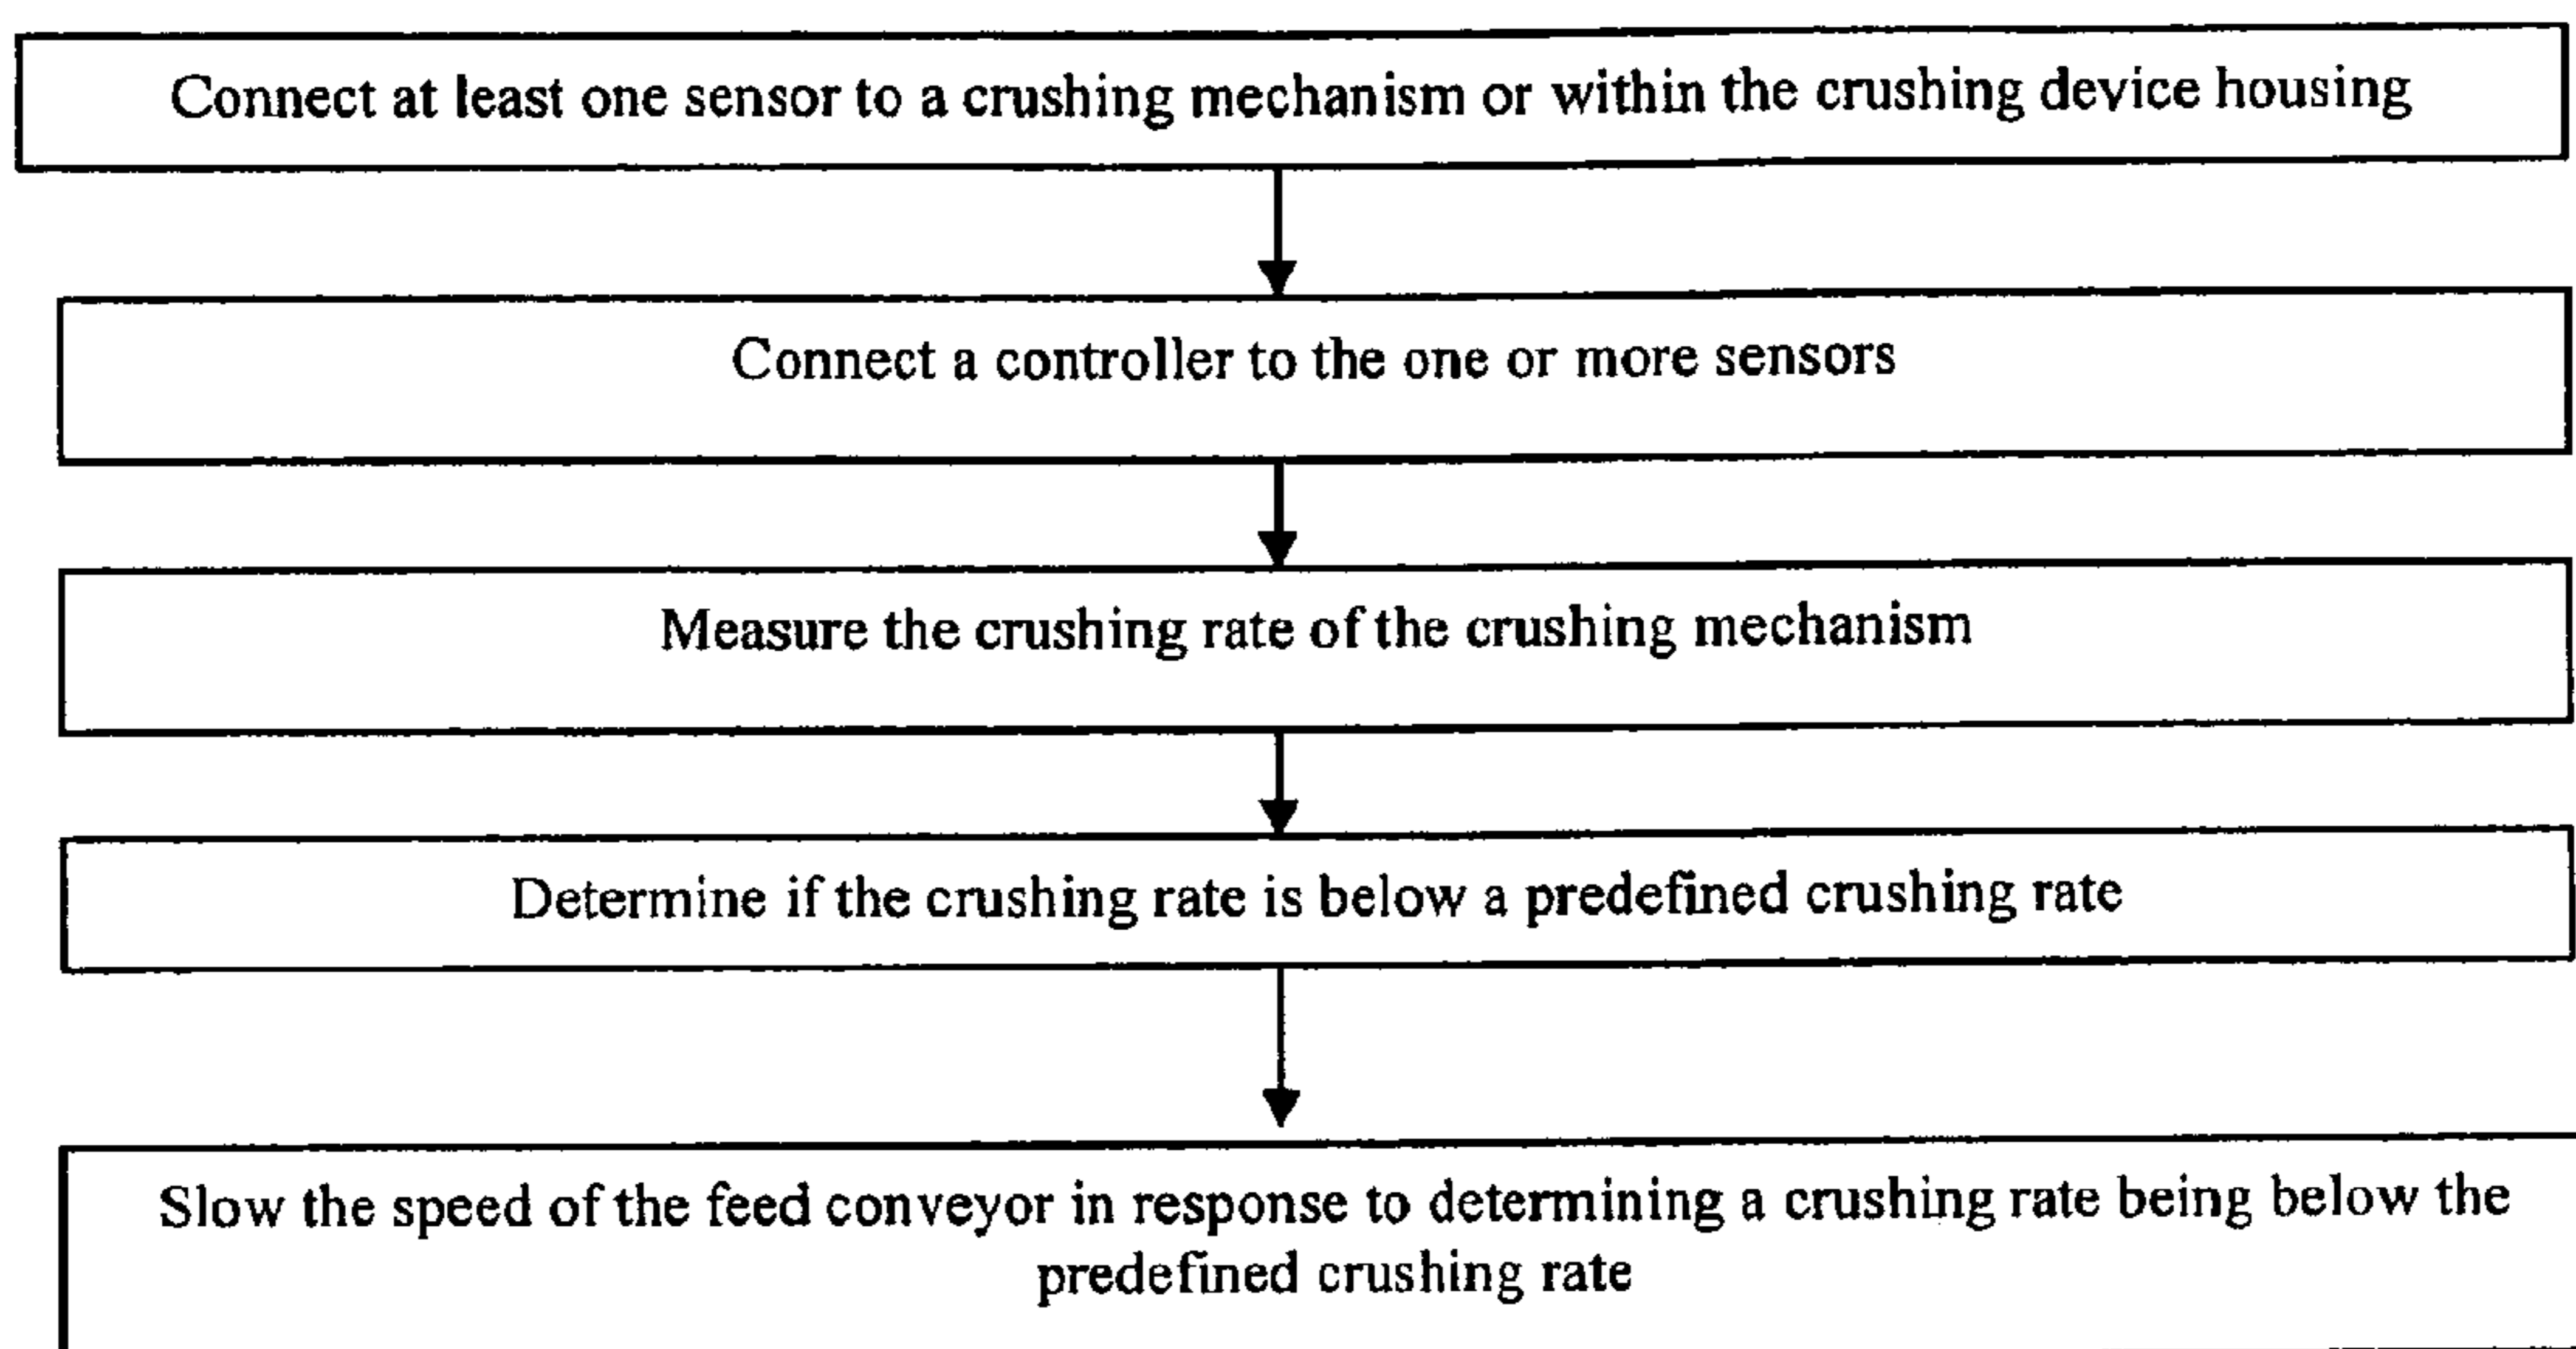 Connect at least one sensor to a crushing mechanism or within the crushing device housing
Connect a controller to the one or more sensors
Measure the crushing rate of the crushing mechanism
Determine if the crushing rate is below a predefined crushing rate
Slow the speed of the feed conveyor in response to determining a crushing rate being below the
predefined crushing rate